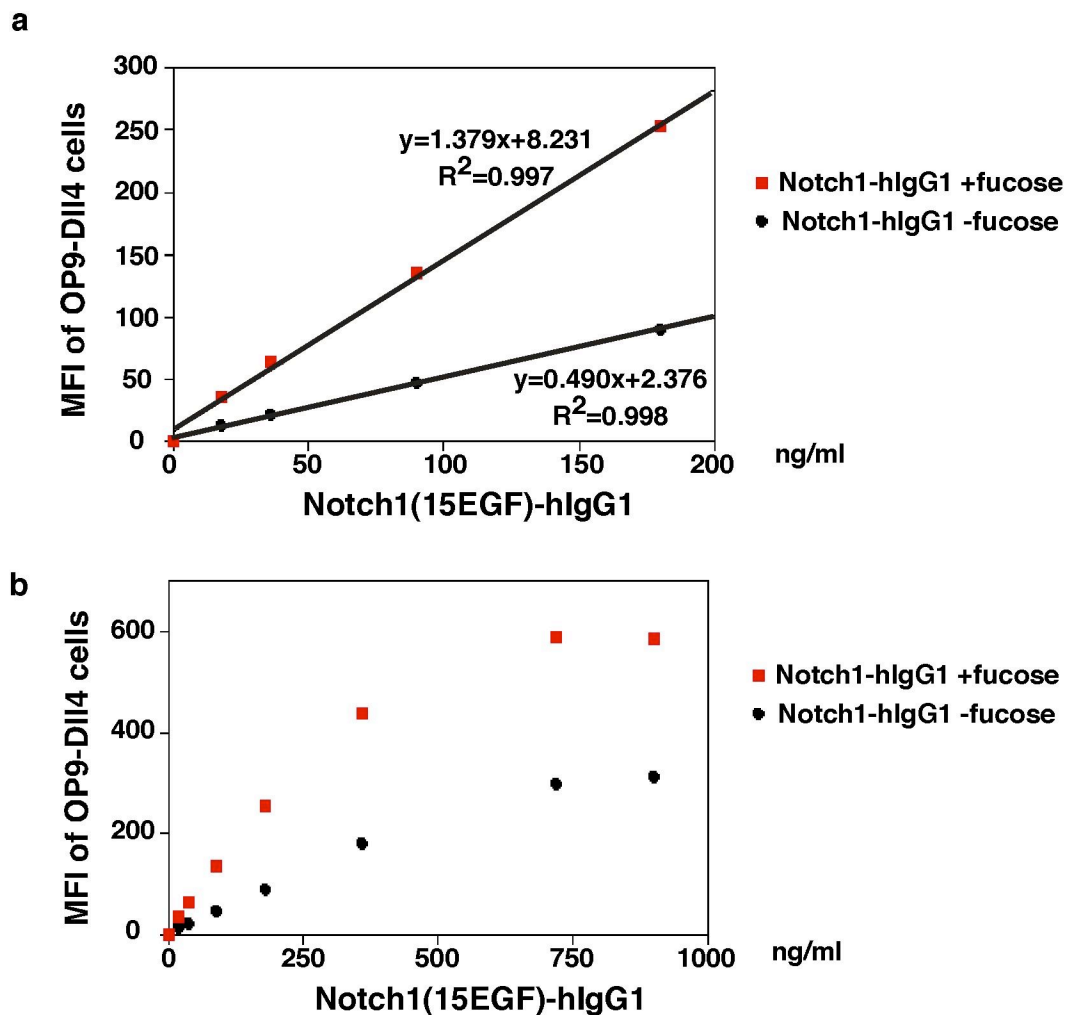 a
MFI of OP9-Dll4 cells
300
250
200
150
100
50
0
y=1.379x+8.231
R2=0.997
y=0.490x+2.376
R2=0.998
0 50 100 150 200 ng/ml
Notch1(15EGF)-hIgG1
Notch1-hIgG1 +fucose
Notch1-hIgG1 -fucose
b
MFI of OP9-Dll4 cells
600
400
200
0
0 250 500 750 1000 ng/ml
Notch1(15EGF)-hIgG1
Notch1-hIgG1 +fucose
Notch1-hIgG1 -fucose